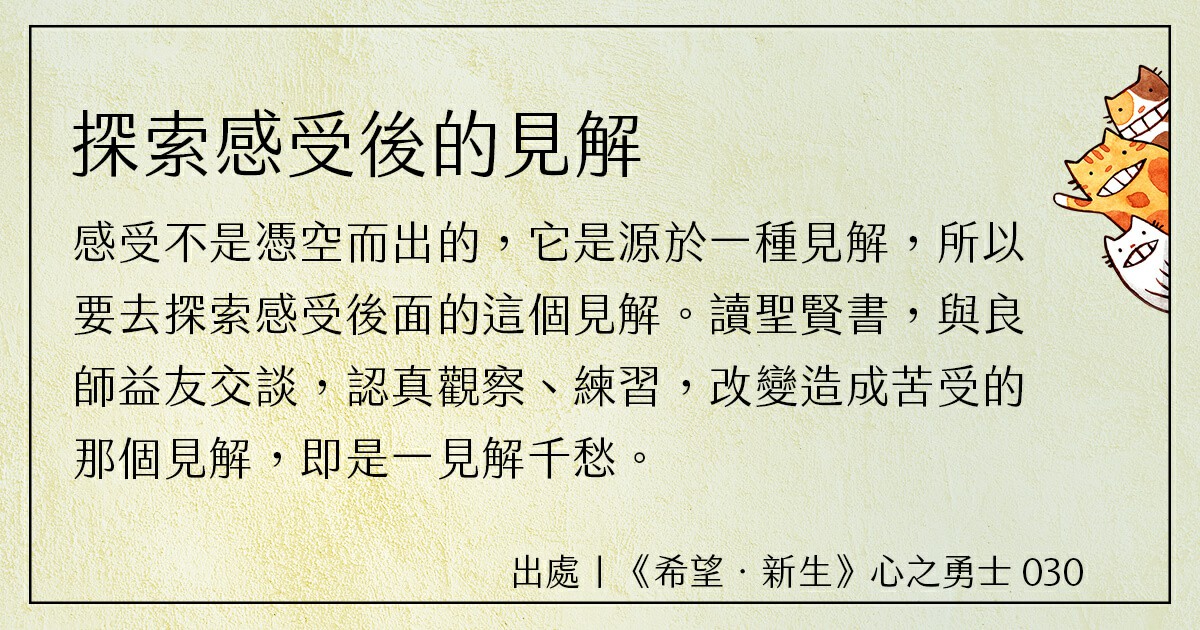 探索感受後的見解
感受不是憑空而出的，它是源於一種見解，所以
要去探索感受後面的這個見解。讀聖賢書，與良
師益友交談，認真觀察、練習，改變造成苦受的
那個見解，即是一見解千愁。
出處｜《希望．新生》心之勇士 030